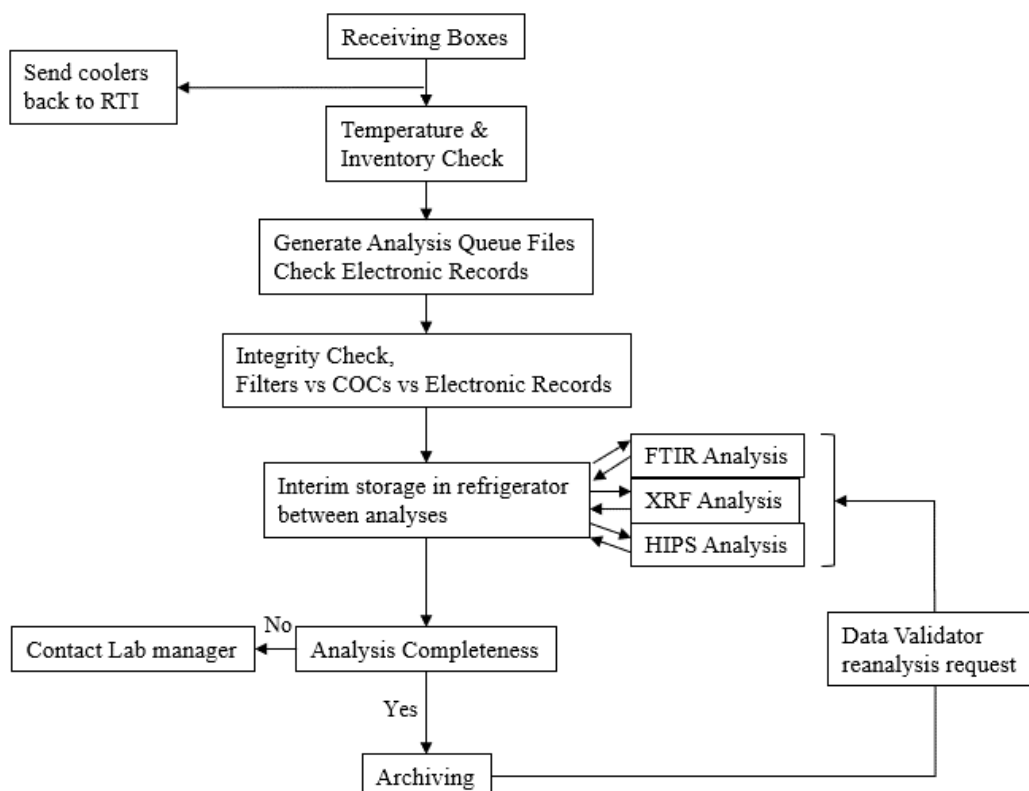 Receiving Boxes
Send coolers
back to RTI
Temperature &
Inventory Check
Generate Analysis Queue Files
Check Electronic Records
Integrity Check,
Filters vs COCs vs Electronic Records
Interim storage in refrigerator
between analyses
FTIR Analysis
XRF Analysis
HIPS Analysis
Data Validator
reanalysis request
Contact Lab manager
No
Analysis Completeness
Yes
Archiving